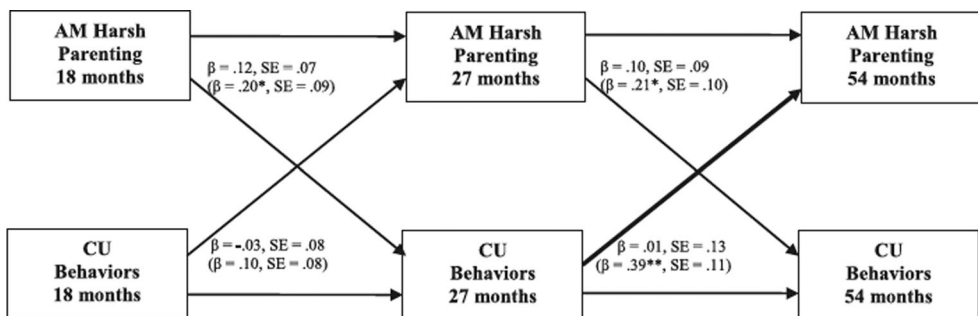 AM Harsh
Parenting
18 months
AM Harsh
Parenting
27 months
AM Harsh
Parenting
54 months
β = .12, SE = .07
(β = .20*, SE = .09)
β = .10, SE = .09
(β = .21*, SE = .10)
CU
Behaviors
18 months
β = -.03, SE = .08
(β = .10, SE = .08)
CU
Behaviors
27 months
β = .01, SE = .13
(β = .39**, SE = .11)
CU
Behaviors
54 months